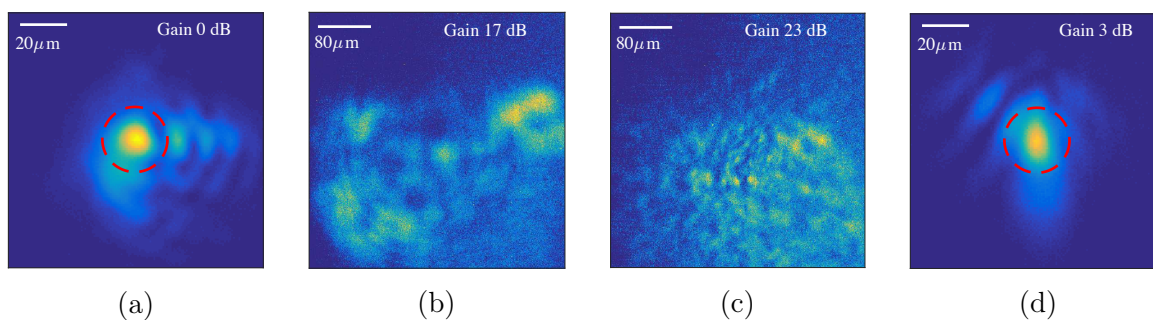 Gain 0 dB
20μm
(a)
Gain 17 dB
80μm
(b)
Gain 23 dB
80μm
(c)
Gain 3 dB
20μm
(d)